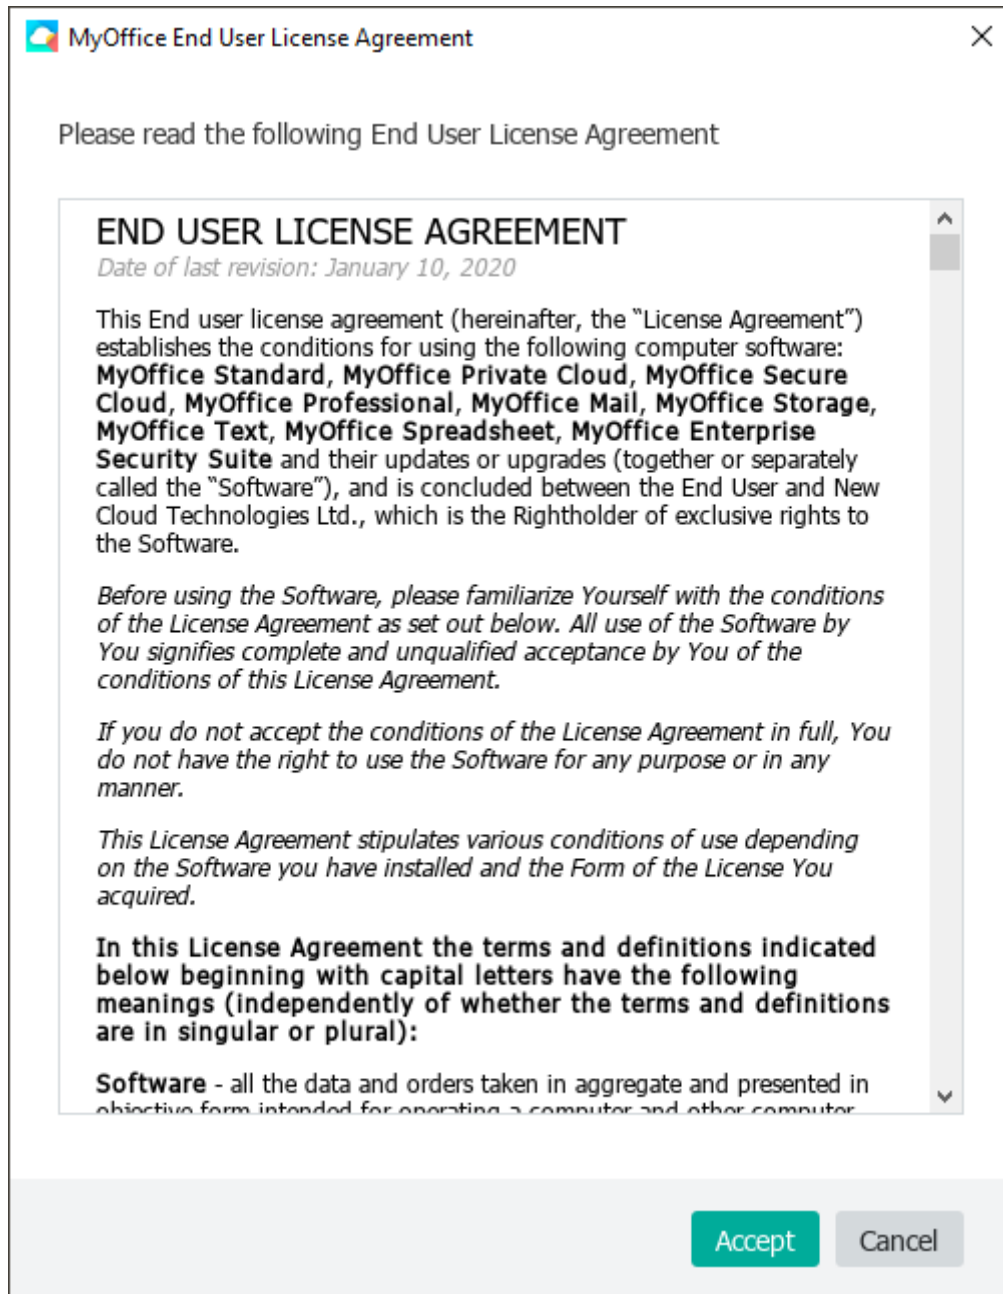 MyOffice End User License Agreement
Please read the following End User License Agreement
END USER LICENSE AGREEMENT
Date of last revision: January 10, 2020
This End user license agreement (hereinafter, the “License Agreement”)
establishes the conditions for using the following computer software:
MyOffice Standard, MyOffice Private Cloud, MyOffice Secure
Cloud, MyOffice Professional, MyOffice Mail, MyOffice Storage,
MyOffice Text, MyOffice Spreadsheet, MyOffice Enterprise
Security Suite and their updates or upgrades (together or separately
called the “Software”), and is concluded between the End User and New
Cloud Technologies Ltd., which is the Rightholder of exclusive rights to
the Software.
Before using the Software, please familiarize Yourself with the conditions
of the License Agreement as set out below. All use of the Software by
You signifies complete and unqualified acceptance by You of the
conditions of this License Agreement.
If you do not accept the conditions of the License Agreement in full, You
do not have the right to use the Software for any purpose or in any
manner.
This License Agreement stipulates various conditions of use depending
on the Software you have installed and the Form of the License You
acquired.
In this License Agreement the terms and definitions indicated
below beginning with capital letters have the following
meanings (independently of whether the terms and definitions
are in singular or plural):
Software - all the data and orders taken in aggregate and presented in
objective form intended for operating a computer and other computer
Accept
Cancel